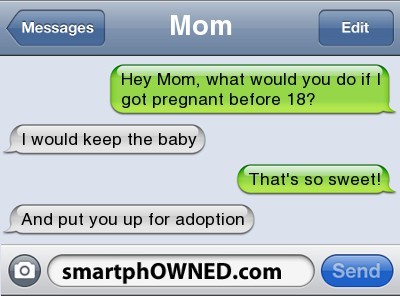 Messages
Mom
Edit
Hey Mom, what would you do if I
got pregnant before 18?
I would keep the baby
That's so sweet!
And put you up for adoption
smartphOWNED.com
Send